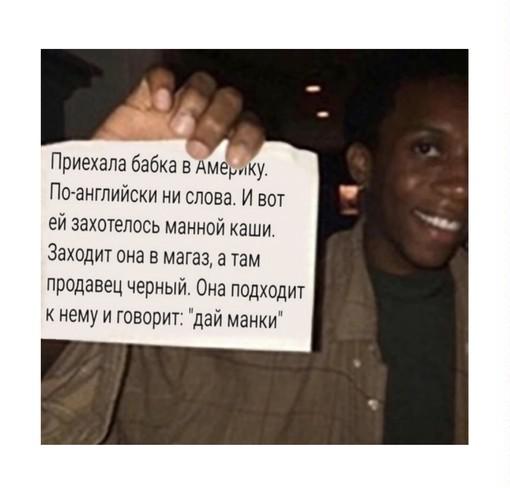 Приехала бабка в Америку.
По-английски ни слова. И вот
ей захотелось манной каши.
Заходит она в магаз, а там
продавец черный. Она подходит
к нему и говорит: "дай манки"